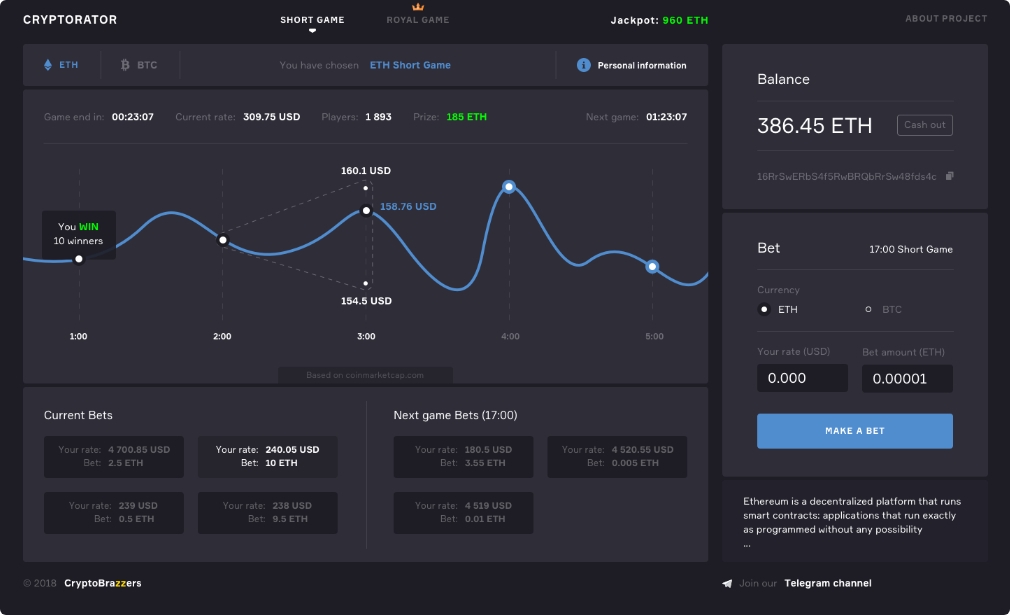 CRYPTORATOR
SHORT GAME
ROYAL GAME
Jackpot: 960 ETH
ABOUT PROJECT
ETH
BTC
You have chosen ETH Short Game
Personal information
Game end in: 00:23:07
Current rate: 309.75 USD
Players: 1 893
Prize: 185 ETH
Next game: 01:23:07
160.1 USD
158.76 USD
You WIN
10 winners
154.5 USD
1:00
2:00
3:00
4:00
5:00
Based on coinmarketcap.com
Current Bets
Your rate: 4 700.85 USD
Bet: 2.5 ETH
Your rate: 240.05 USD
Bet: 10 ETH
Your rate: 239 USD
Bet: 0.5 ETH
Your rate: 238 USD
Bet: 9.5 ETH
Next game Bets (17:00)
Your rate: 180.5 USD
Bet: 3.55 ETH
Your rate: 4 520.55 USD
Bet: 0.005 ETH
Your rate: 4 519 USD
Bet: 0.01 ETH
Balance
386.45 ETH
Cash out
16RrSwERbS4f5RwBRQbRrSw48fds4c
Bet
17:00 Short Game
Currency
ETH
BTC
Your rate (USD)
Bet amount (ETH)
0.000
0.00001
MAKE A BET
Ethereum is a decentralized platform that runs
smart contracts: applications that run exactly
as programmed without any possibility
...
© 2018 CryptoBrazzers
Join our Telegram channel